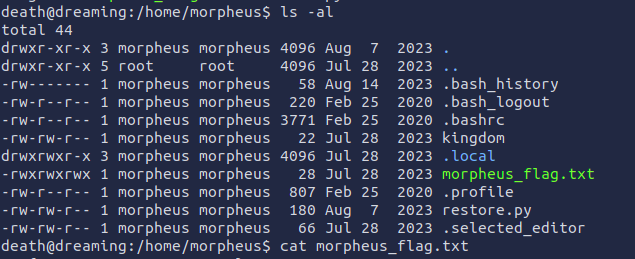 death@dreaming:/home/morpheus$ ls -al
total 44
drwxr-xr-x 3 morpheus morpheus 4096 Aug  7  2023 .
drwxr-xr-x 5 root     root     4096 Jul 28  2023 ..
-rw------- 1 morpheus morpheus   58 Aug 14  2023 .bash_history
-rw-r--r-- 1 morpheus morpheus  220 Feb 25  2020 .bash_logout
-rw-r--r-- 1 morpheus morpheus 3771 Feb 25  2020 .bashrc
-rw-rw-r-- 1 morpheus morpheus   22 Jul 28  2023 kingdom
drwxrwxr-x 3 morpheus morpheus 4096 Jul 28  2023 .local
-rwxrwxrwx 1 morpheus morpheus   28 Jul 28  2023 morpheus_flag.txt
-rw-r--r-- 1 morpheus morpheus  807 Feb 25  2020 .profile
-rw-rw-r-- 1 morpheus morpheus  180 Aug  7  2023 restore.py
-rw-rw-r-- 1 morpheus morpheus   66 Jul 28  2023 .selected_editor
death@dreaming:/home/morpheus$ cat morpheus_flag.txt